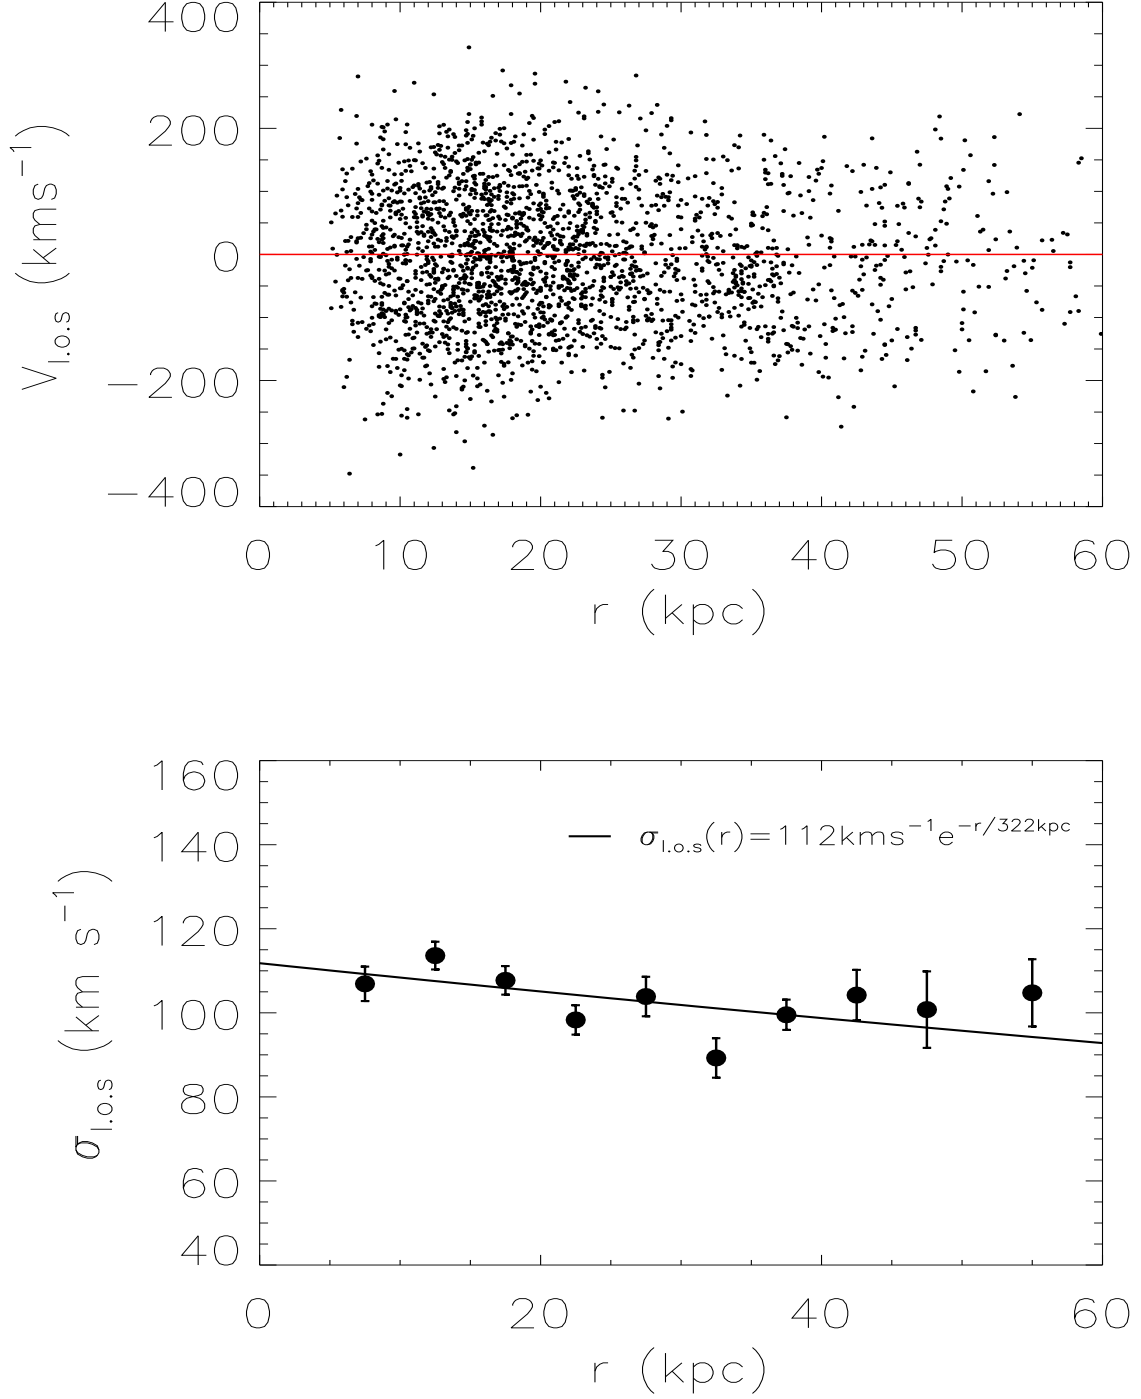 400
200
0
−200
−400
V_l.o.s (kms^−1)
0 10 20 30 40 50 60
r (kpc)
160
140
120
100
80
60
40
σ_l.o.s (km s^−1)
σ_l.o.s(r)=112kms^−1e^−r/322kpc
0 20 40 60
r (kpc)